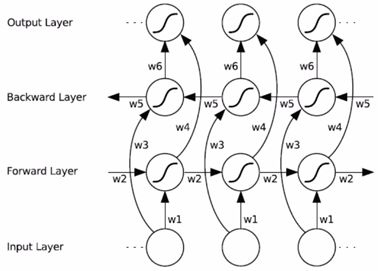 Output Layer
w6 w6 w6
Backward Layer
w5 w5 w5 w5
w4 w4 w4
w3 w3 w3
Forward Layer
w2 w2 w2 w2
w1 w1 w1
Input Layer